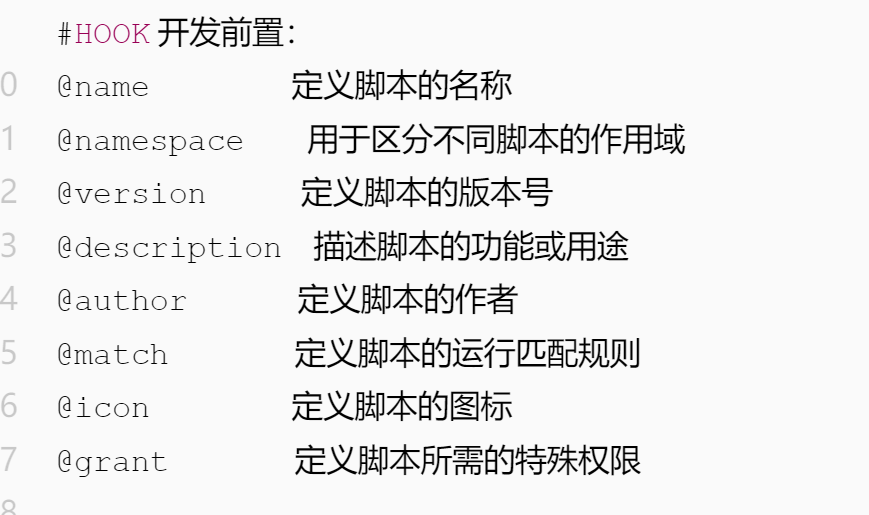 #HOOK 开发前置：
0 @name 定义脚本的名称
1 @namespace 用于区分不同脚本的作用域
2 @version 定义脚本的版本号
3 @description 描述脚本的功能或用途
4 @author 定义脚本的作者
5 @match 定义脚本的运行匹配规则
6 @icon 定义脚本的图标
7 @grant 定义脚本所需的特殊权限
8